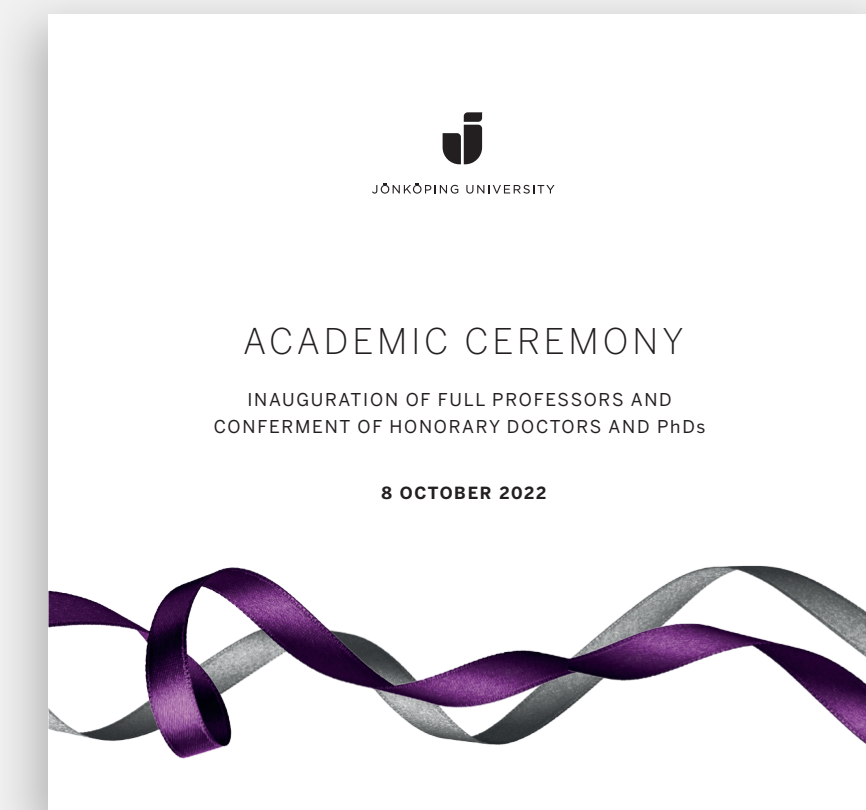 JÖNKÖPING UNIVERSITY
ACADEMIC CEREMONY
INAUGURATION OF FULL PROFESSORS AND
CONFERMENT OF HONORARY DOCTORS AND PhDs
8 OCTOBER 2022